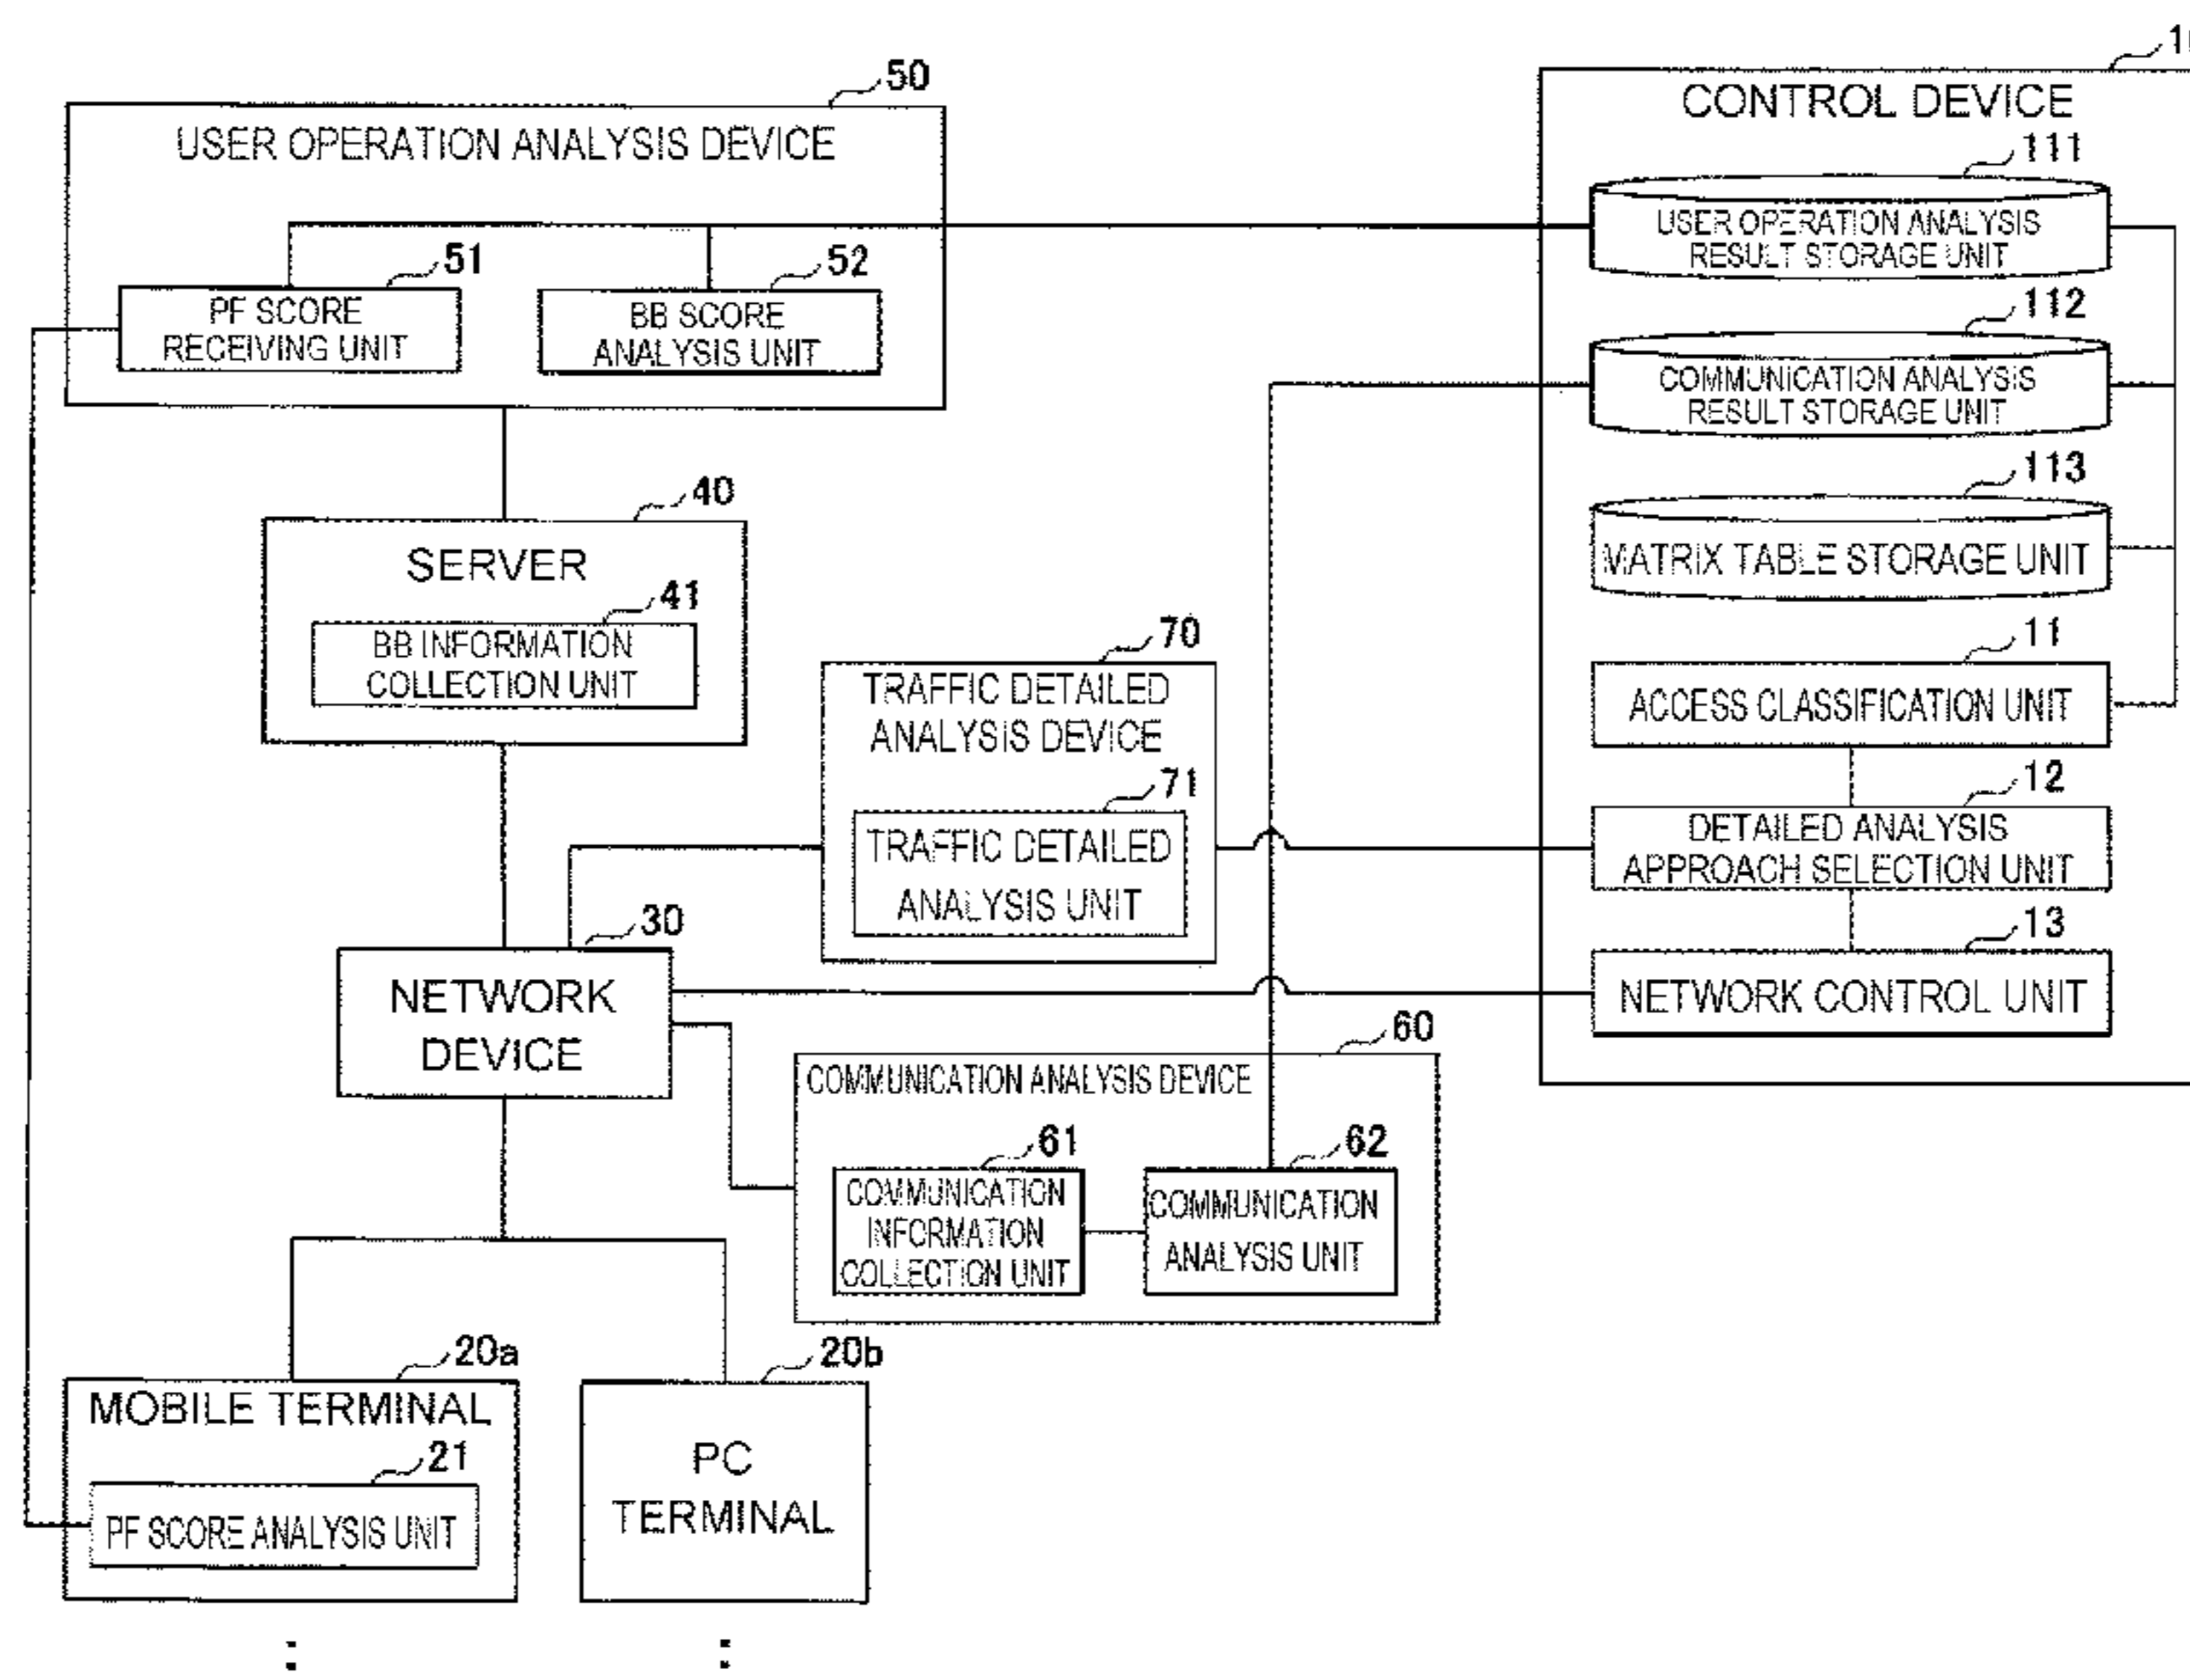 50
USER OPERATION ANALYSIS DEVICE
51
PF SCORE
RECEIVING UNIT
52
BB SCORE
ANALYSIS UNIT
40
SERVER
41
BB INFORMATION
COLLECTION UNIT
70
TRAFFIC DETAILED
ANALYSIS DEVICE
71
TRAFFIC DETAILED
ANALYSIS UNIT
30
NETWORK
DEVICE
60
COMMUNICATION ANALYSIS DEVICE
61
COMMUNICATION
INFORMATION
COLLECTION UNIT
62
COMMUNICATION
ANALYSIS UNIT
20a
MOBILE TERMINAL
21
PF SCORE ANALYSIS UNIT
20b
PC
TERMINAL
CONTROL DEVICE
111
USER OPERATION ANALYSIS
RESULT STORAGE UNIT
112
COMMUNICATION ANALYSIS
RESULT STORAGE UNIT
113
MATRIX TABLE STORAGE UNIT
11
ACCESS CLASSIFICATION UNIT
12
DETAILED ANALYSIS
APPROACH SELECTION UNIT
13
NETWORK CONTROL UNIT